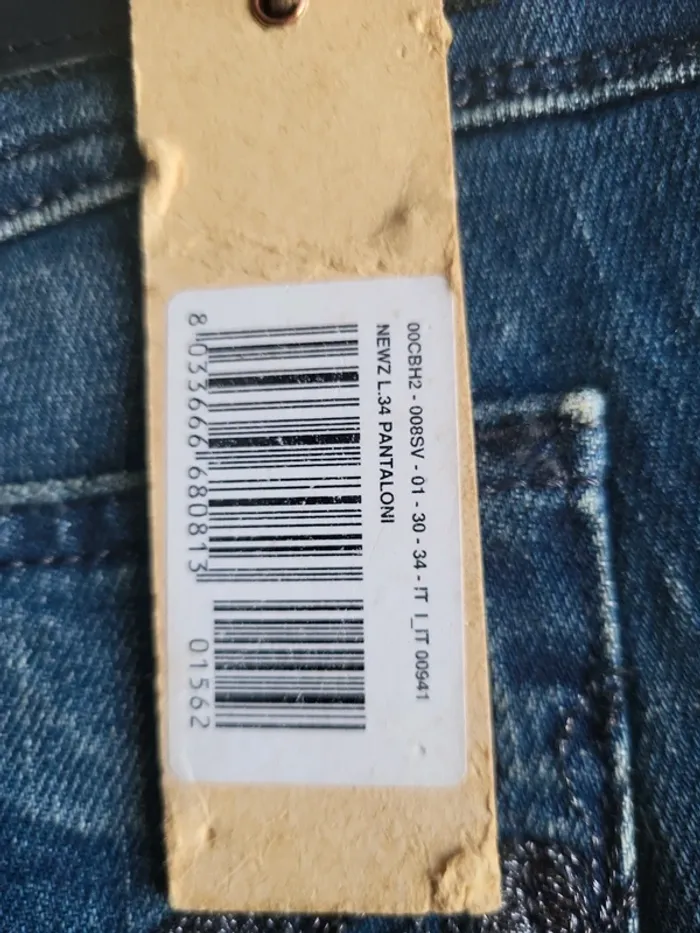 00CBH2 - 008SV - 01 - 30 - 34 - IT I_IT 00941
NEWZ L.34 PANTALONI
8 033666 680813
01562